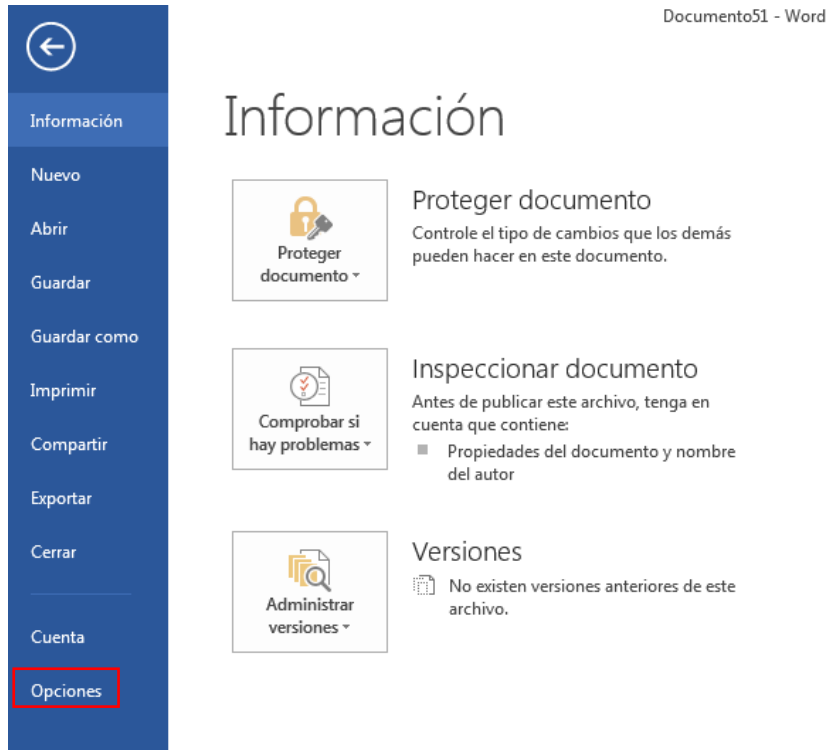 Documento51 - Word
Información
Nuevo
Abrir
Guardar
Guardar como
Imprimir
Compartir
Exportar
Cerrar
Cuenta
Opciones
Información
Proteger
documento
Proteger documento
Controle el tipo de cambios que los demás
pueden hacer en este documento.
Comprobar si
hay problemas
Inspeccionar documento
Antes de publicar este archivo, tenga en
cuenta que contiene:
Propiedades del documento y nombre
del autor
Administrar
versiones
Versiones
No existen versiones anteriores de este
archivo.